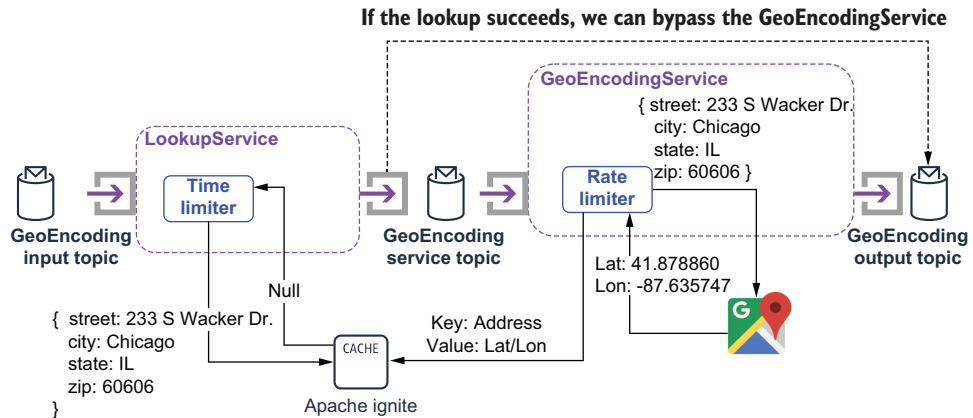 If the lookup succeeds, we can bypass the GeoEncodingService
GeoEncodingService
{ street: 233 S Wacker Dr.
city: Chicago
state: IL
zip: 60606 }
LookupService
Time
limiter
Rate
limiter
GeoEncoding
input topic
GeoEncoding
service topic
GeoEncoding
output topic
Lat: 41.878860
Lon: -87.635747
Null
{ street: 233 S Wacker Dr.
city: Chicago
state: IL
zip: 60606
}
Key: Address
Value: Lat/Lon
G
CACHE
Apache ignite